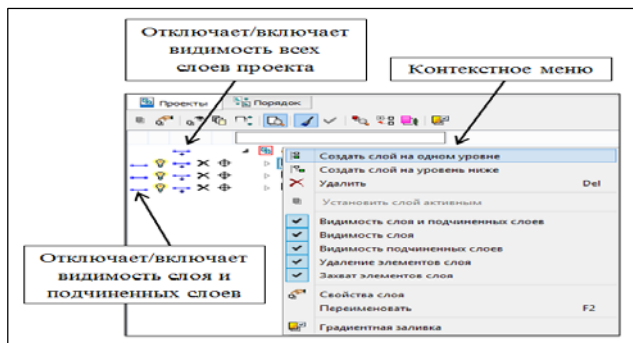 Отключает/включает
видимость всех
слоев проекта
Контекстное меню
Проекты
Порядок
Создать слой на одном уровне
Создать слой на уровень ниже
Удалить Del
Установить слой активным
Видимость слоя и подчиненных слоев
Видимость слоя
Видимость подчиненных слоев
Удаление элементов слоя
Захват элементов слоя
Свойства слоя
Переименовать F2
Градиентная заливка
Отключает/включает
видимость слоя и
подчиненных слоев